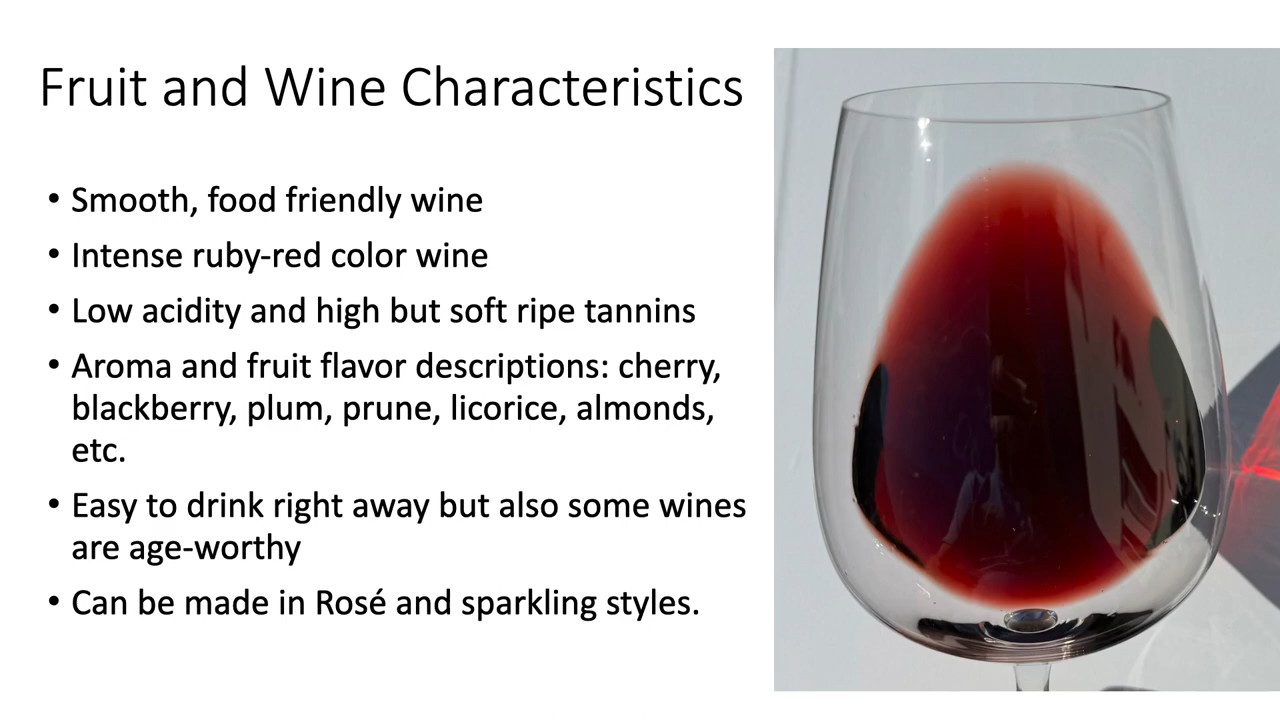 Fruit and Wine Characteristics
• Smooth, food friendly wine
• Intense ruby-red color wine
• Low acidity and high but soft ripe tannins
• Aroma and fruit flavor descriptions: cherry,
blackberry, plum, prune, licorice, almonds,
etc.
• Easy to drink right away but also some wines
are age-worthy
• Can be made in Rosé and sparkling styles.